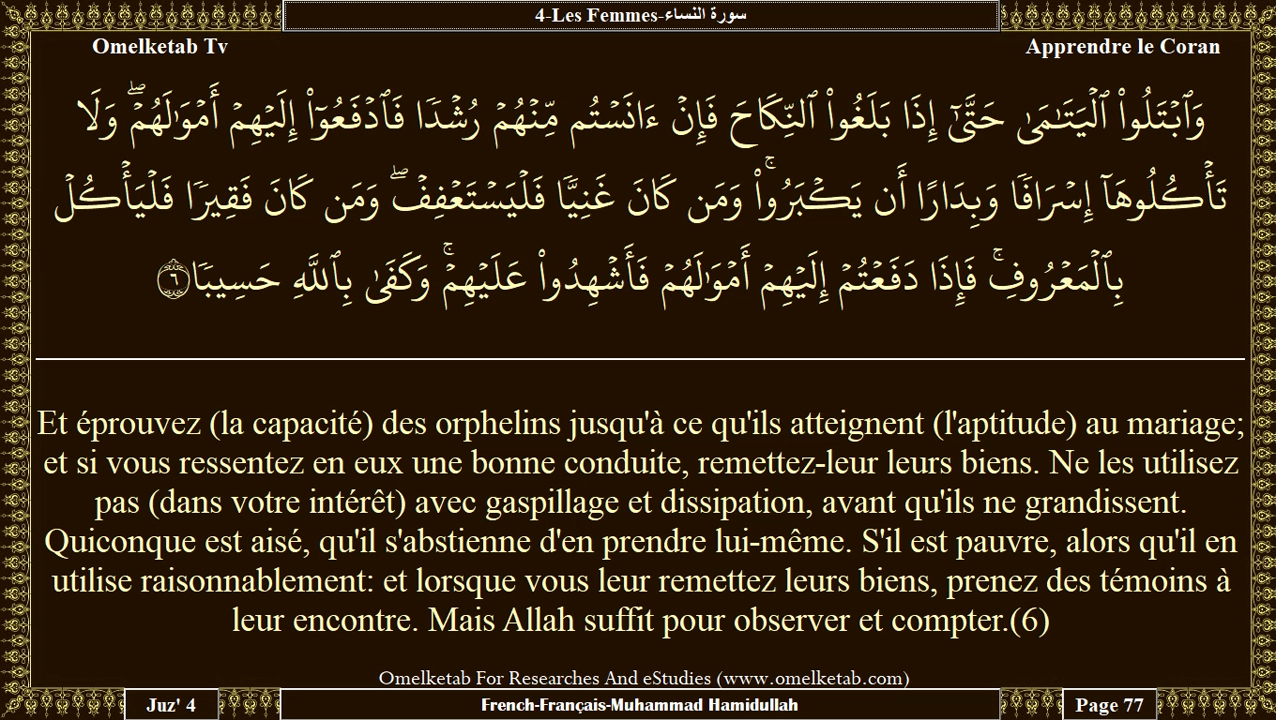 4-Les Femmes-سورة النساء
Omelketab Tv
Apprendre le Coran
وَٱبۡتَلُواْ ٱلۡيَتَٰمَىٰ حَتَّىٰٓ إِذَا بَلَغُواْ ٱلنِّكَاحَ فَإِنۡ ءَانَسۡتُم مِّنۡهُمۡ رُشۡدٗا فَٱدۡفَعُوٓاْ إِلَيۡهِمۡ أَمۡوَٰلَهُمۡۖ وَلَا
تَأۡكُلُوهَآ إِسۡرَافٗا وَبِدَارًا أَن يَكۡبَرُواْۚ وَمَن كَانَ غَنِيّٗا فَلۡيَسۡتَعۡفِفۡۖ وَمَن كَانَ فَقِيرٗا فَلۡيَأۡكُلۡ
بِٱلۡمَعۡرُوفِۚ فَإِذَا دَفَعۡتُمۡ إِلَيۡهِمۡ أَمۡوَٰلَهُمۡ فَأَشۡهِدُواْ عَلَيۡهِمۡۚ وَكَفَىٰ بِٱللَّهِ حَسِيبٗا ٦
Et éprouvez (la capacité) des orphelins jusqu'à ce qu'ils atteignent (l'aptitude) au mariage;
et si vous ressentez en eux une bonne conduite, remettez-leur leurs biens. Ne les utilisez
pas (dans votre intérêt) avec gaspillage et dissipation, avant qu'ils ne grandissent.
Quiconque est aisé, qu'il s'abstienne d'en prendre lui-même. S'il est pauvre, alors qu'il en
utilise raisonnablement: et lorsque vous leur remettez leurs biens, prenez des témoins à
leur encontre. Mais Allah suffit pour observer et compter.(6)
Omelketab For Researches And eStudies (www.omelketab.com)
Juz' 4
French-Français-Muhammad Hamidullah
Page 77